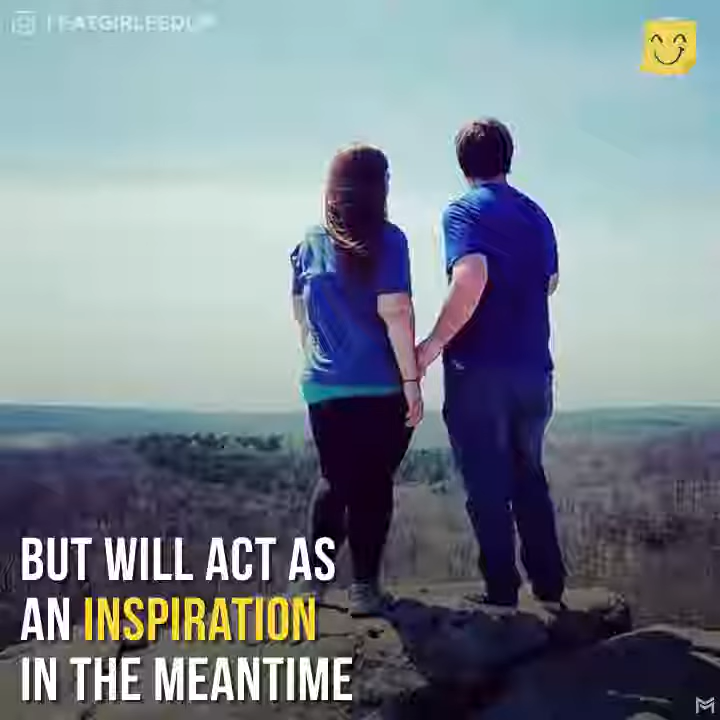 BUT WILL ACT AS
AN INSPIRATION
IN THE MEANTIME